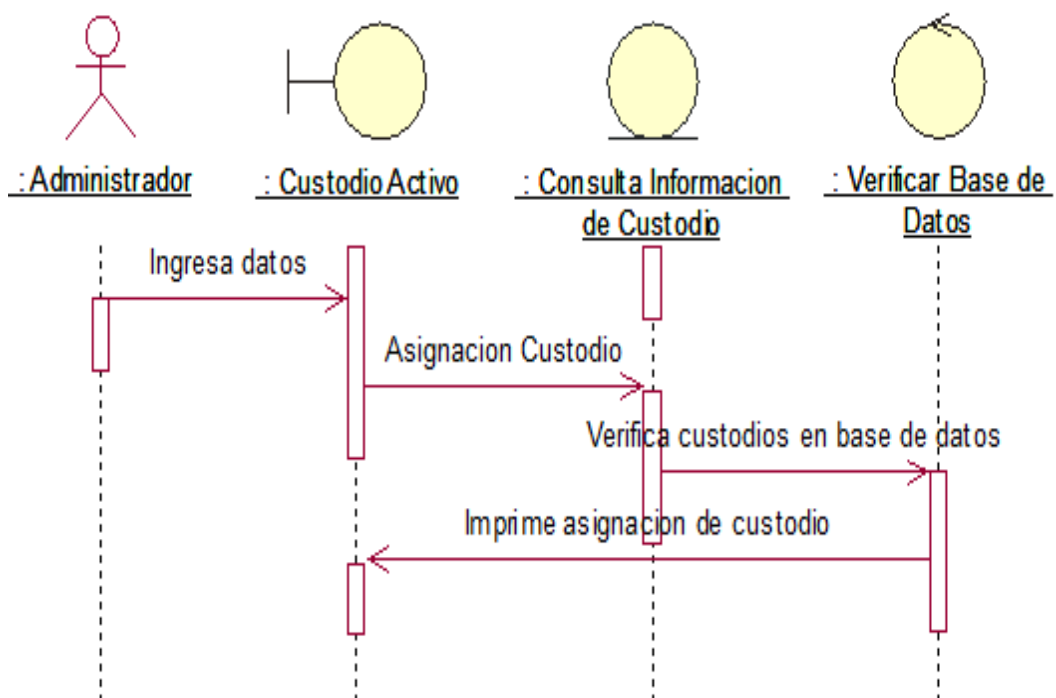 : Administrador
: Custodio Activo
: Consulta Informacion
de Custodio
: Verificar Base de
Datos
Ingresa datos
Asignacion Custodio
Verifica custodios en base de datos
Imprime asignacion de custodio